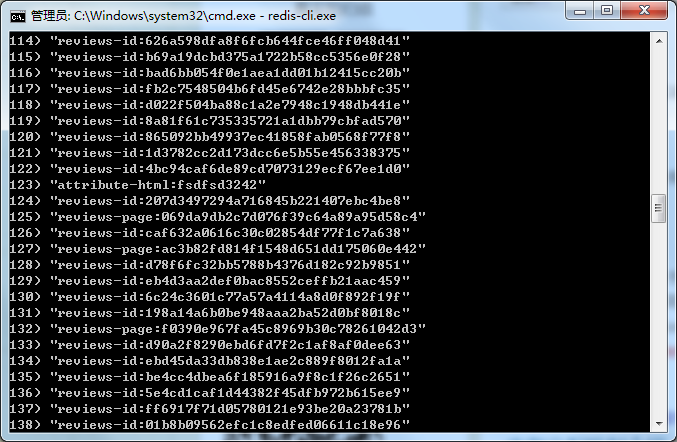 管理员: C:\Windows\system32\cmd.exe - redis-cli.exe
114) "reviews-id:626a598dfa8f6fcb644fce46ff048d41"
115) "reviews-id:b69a19dcbd375a1722b58cc5356e0f28"
116) "reviews-id:bad6bb054f0e1aea1dd01b12415cc20b"
117) "reviews-id:fb2c7548504b6fd45e6742e28bbbfc35"
118) "reviews-id:d022f504ba88c1a2e7948c1948db441e"
119) "reviews-id:8a81f61c735335721a1dbb79cbfad570"
120) "reviews-id:865092bb49937ec41858fab0568f77f8"
121) "reviews-id:1d3782cc2d173dcc6e5b55e456338375"
122) "reviews-id:4bc94caf6de89cd7073129ecf67ee1d0"
123) "attribute-html:fsdfsd3242"
124) "reviews-id:207d3497294a716845b221407ebc4be8"
125) "reviews-page:069da9db2c7d076f39c64a89a95d58c4"
126) "reviews-id:caf632a0616c30c02854df77f1c7a638"
127) "reviews-page:ac3b82fd814f1548d651dd175060e442"
128) "reviews-id:d78f6fc32bb5788b4376d182c92b9851"
129) "reviews-id:eb4d3aa2def0bac8552ceffb21aac459"
130) "reviews-id:6c24c3601c77a57a4114a8d0f892f19f"
131) "reviews-id:198a14a6b0be948aaa2ba52d0bf8018c"
132) "reviews-page:f0390e967fa45c8969b30c78261042d3"
133) "reviews-id:d90a2f8290ebd6fd7f2c1af8af0dee63"
134) "reviews-id:ebd45da33db838e1ae2c889f8012fa1a"
135) "reviews-id:be4cc4dbea6f185916a9f8c1f26c2651"
136) "reviews-id:5e4cd1caf1d44382f45dfb972b615ee9"
137) "reviews-id:ff6917f71d05780121e93be20a23781b"
138) "reviews-id:01b8b09562efc1c8edfed06611c18e96"